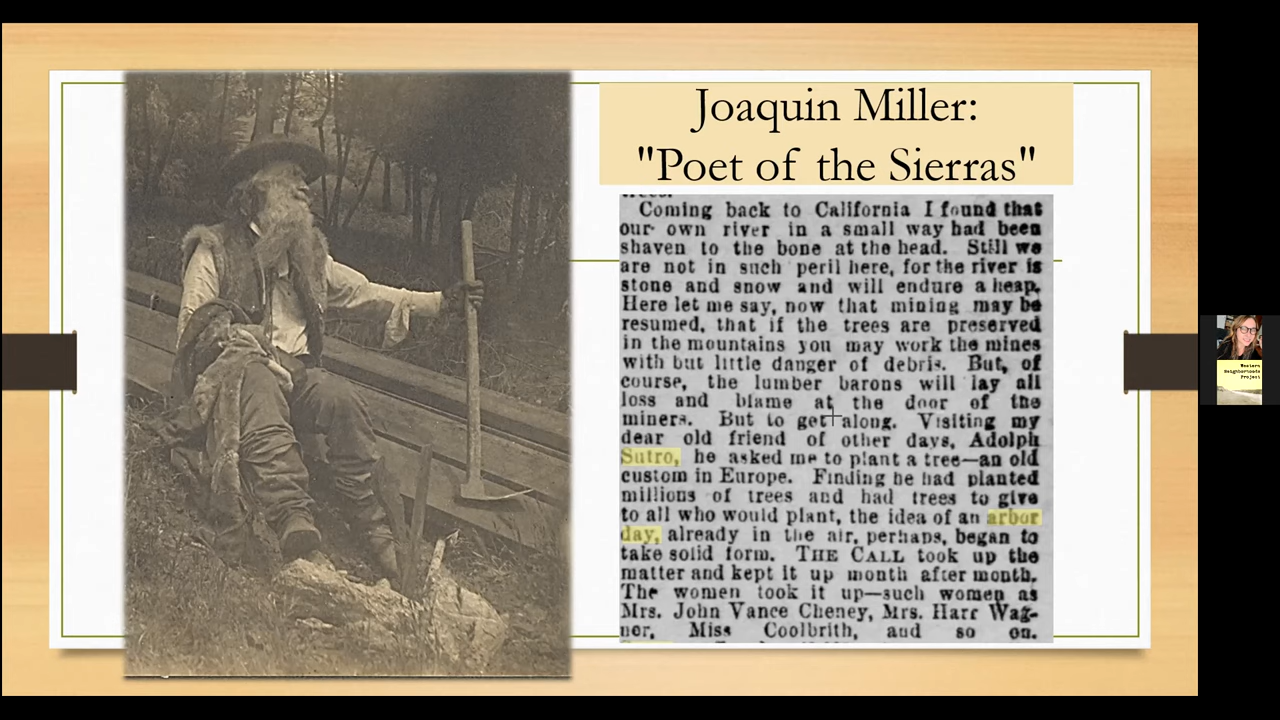 Joaquin Miller:
"Poet of the Sierras"
Coming back to California I found that
our own river in a small way had been
shaven to the bone at the head. Still we
are not in such peril here, for the river is
stone and snow and will endure a heap.
Here let me say, now that mining may be
resumed, that if the trees are preserved
in the mountains you may work the mines
with but little danger of debris. But, of
course, the lumber barons will lay all
loss and blame at the door of the
miners. But to get along. Visiting my
dear old friend of other days, Adolph
Sutro, he asked me to plant a tree—an old
custom in Europe. Finding he had planted
millions of trees and had trees to give
to all who would plant, the idea of an arbor
day, already in the air, perhaps, began to
take solid form. THE CALL took up the
matter and kept it up month after month.
The women took it up—such women as
Mrs. John Vance Cheney, Mrs. Harr Wag-
ner, Miss Coolbrith, and so on.
Western
Neighborhoods
Project